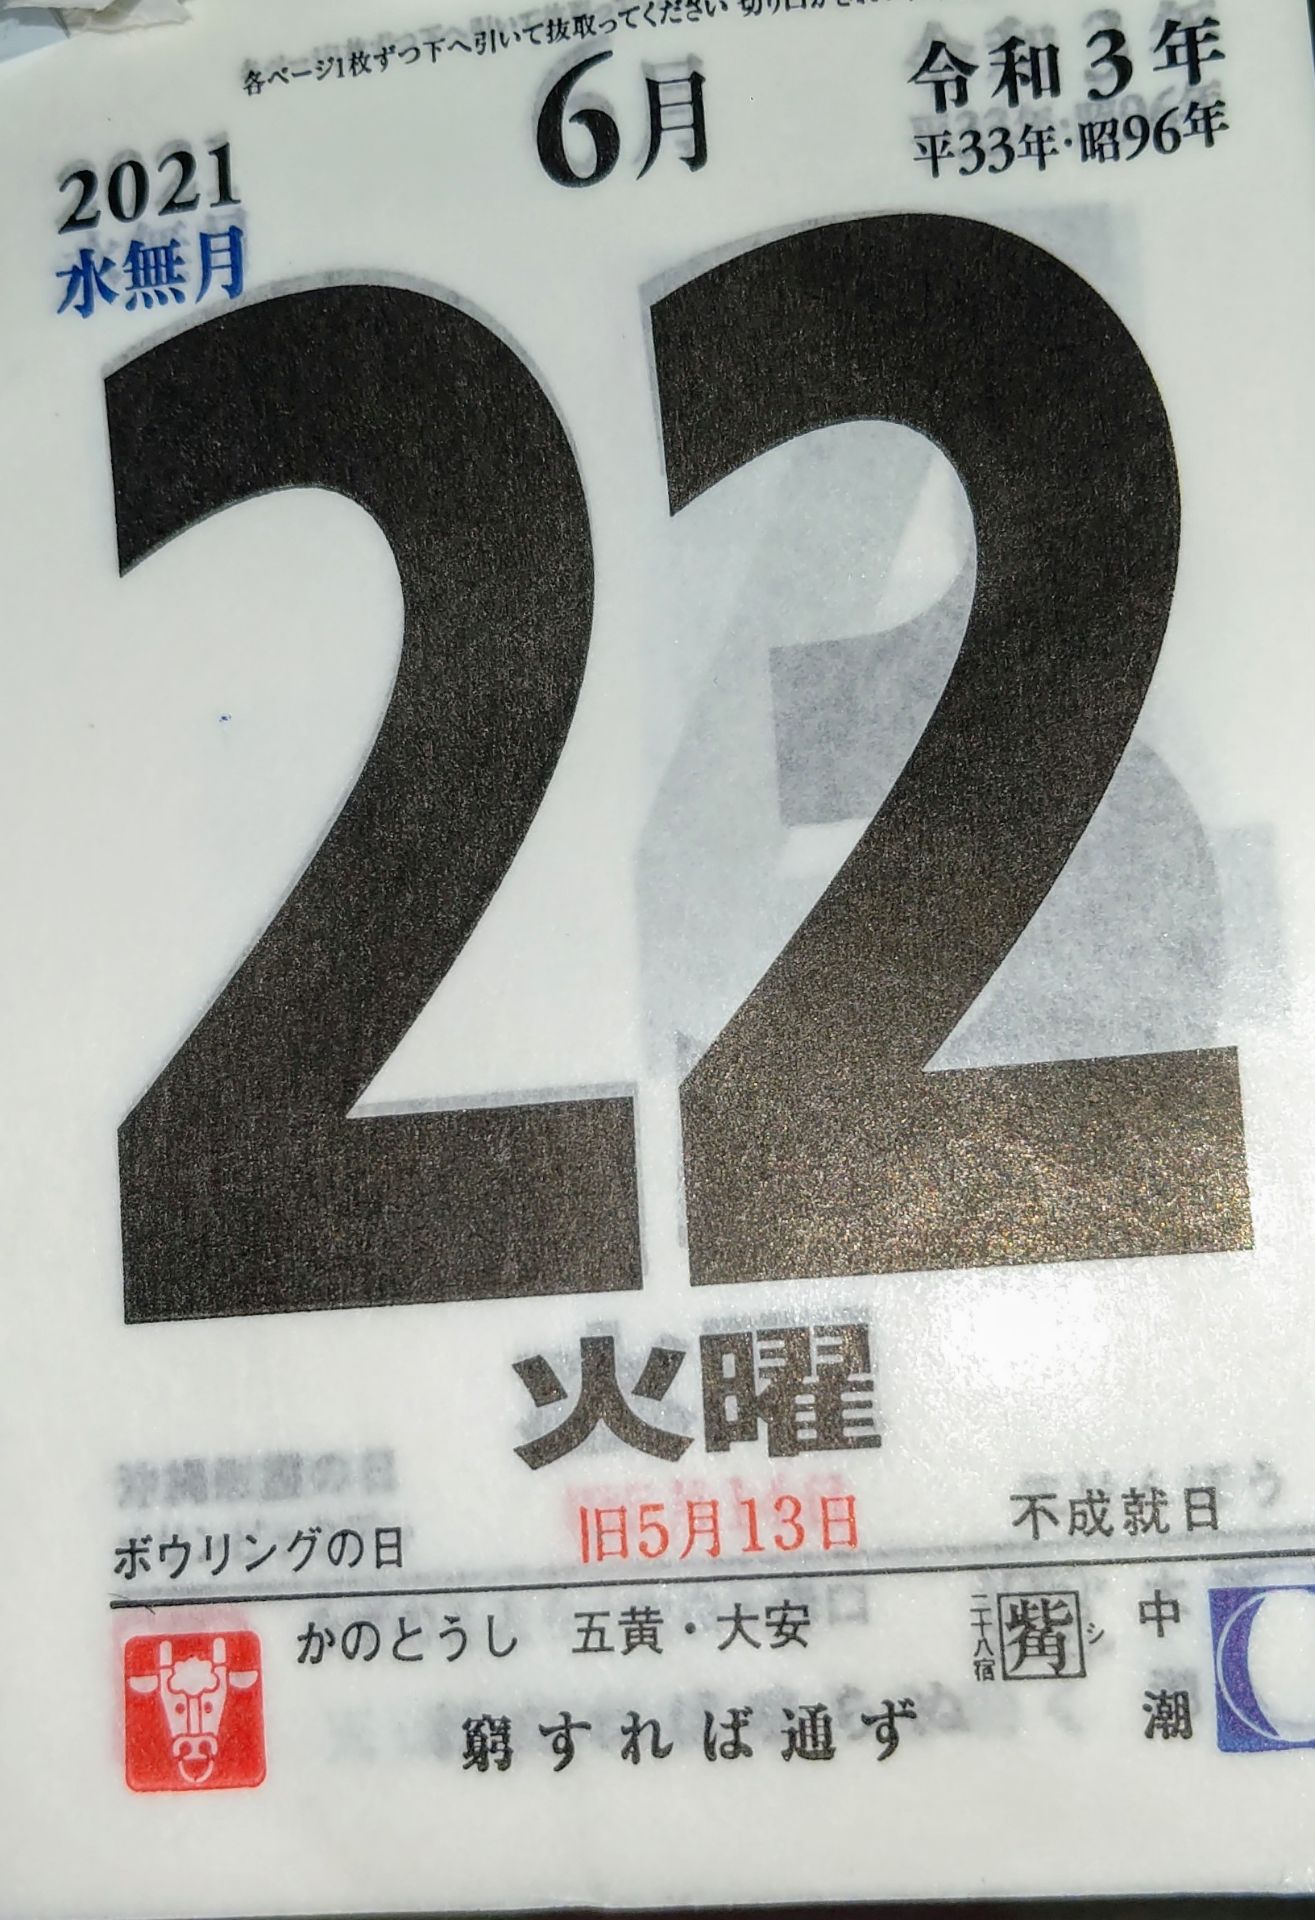 各ページ1枚ずつ下へ引いて抜取ってください 切り口が
6月
令和3年
平33年・昭96年
2021
水無月
22
火曜
ボウリングの日
旧5月13日
不成就日
かのとうし 五黄・大安
二十八宿 觜 シ
中潮
窮すれば通ず